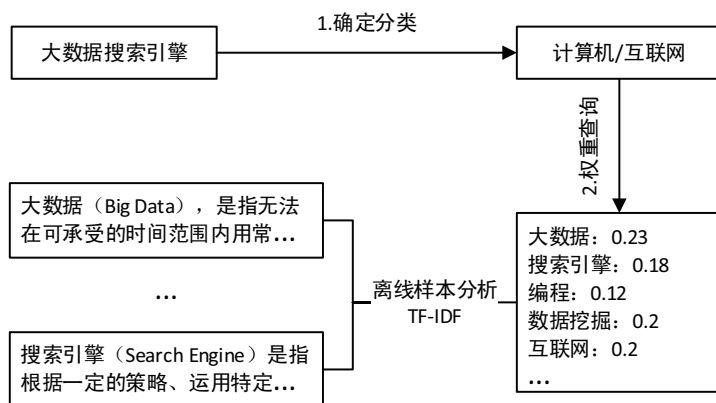 1.确定分类
大数据搜索引擎
计算机/互联网
2.权重查询
大数据（Big Data），是指无法
在可承受的时间范围内用常…
…
搜索引擎（Search Engine）是指
根据一定的策略、运用特定…
离线样本分析
TF-IDF
大数据：0.23
搜索引擎：0.18
编程：0.12
数据挖掘：0.2
互联网：0.2
…